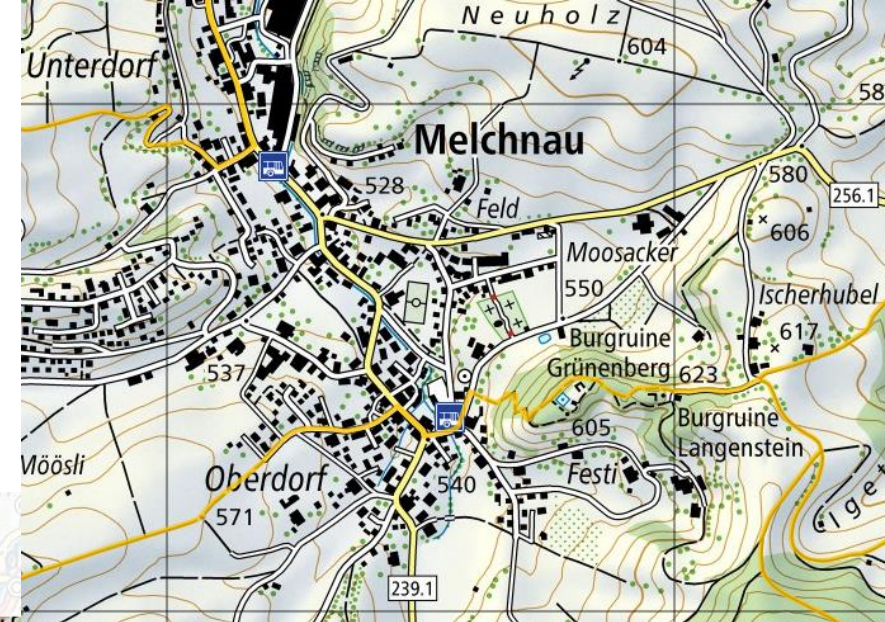 Neuholz
604
Unterdorf
58
Melchnau
580
528
256.1
Feld
606
Moosacker
550
Ischerhubel
Burgruine
Grünenberg
617
537
623
Burgruine
Langenstein
605
Möösli
Oberdorf
Festi
540
571
Iget
239.1